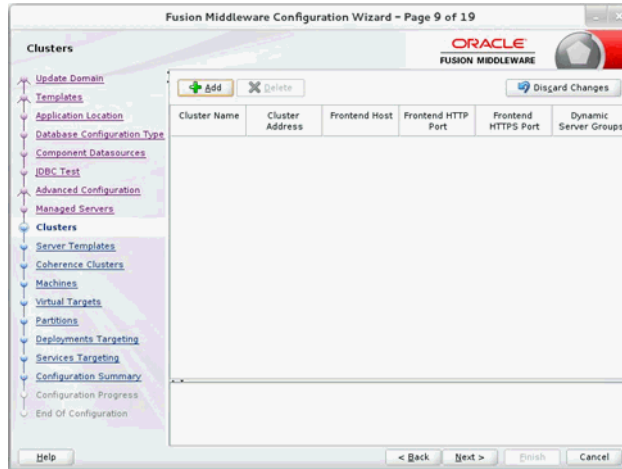 Fusion Middleware Configuration Wizard - Page 9 of 19
Clusters
ORACLE
FUSION MIDDLEWARE
Update Domain
Templates
Application Location
Database Configuration Type
Component Datasources
JDBC Test
Advanced Configuration
Managed Servers
Clusters
Server Templates
Coherence Clusters
Machines
Virtual Targets
Partitions
Deployments Targeting
Services Targeting
Configuration Summary
Configuration Progress
End Of Configuration
Add Delete Discard Changes
Cluster Name Cluster Address Frontend Host Frontend HTTP Port Frontend HTTPS Port Dynamic Server Groups
Help < Back Next > Finish Cancel